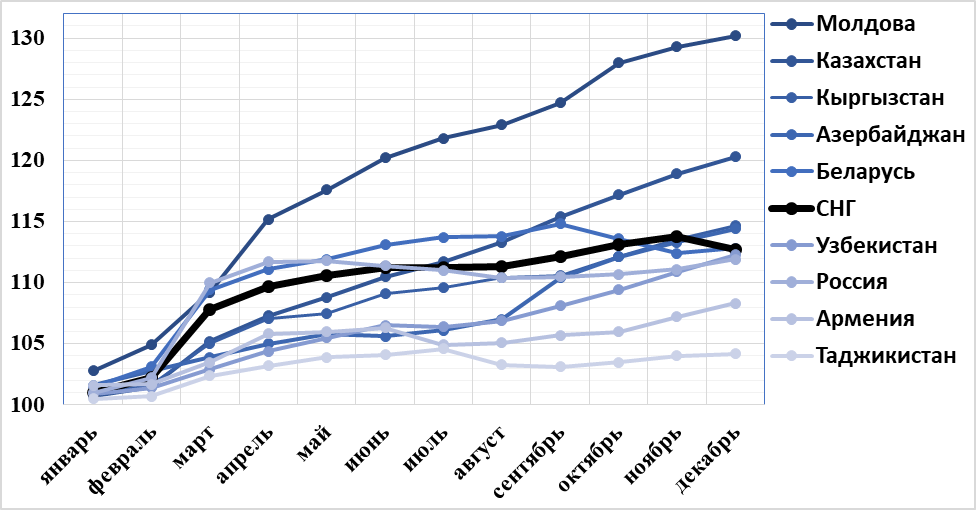 130
125
120
115
110
105
100
январь
февраль
март
апрель
май
июнь
июль
август
сентябрь
октябрь
ноябрь
декабрь
Молдова
Казахстан
Кыргызстан
Азербайджан
Беларусь
СНГ
Узбекистан
Россия
Армения
Таджикистан